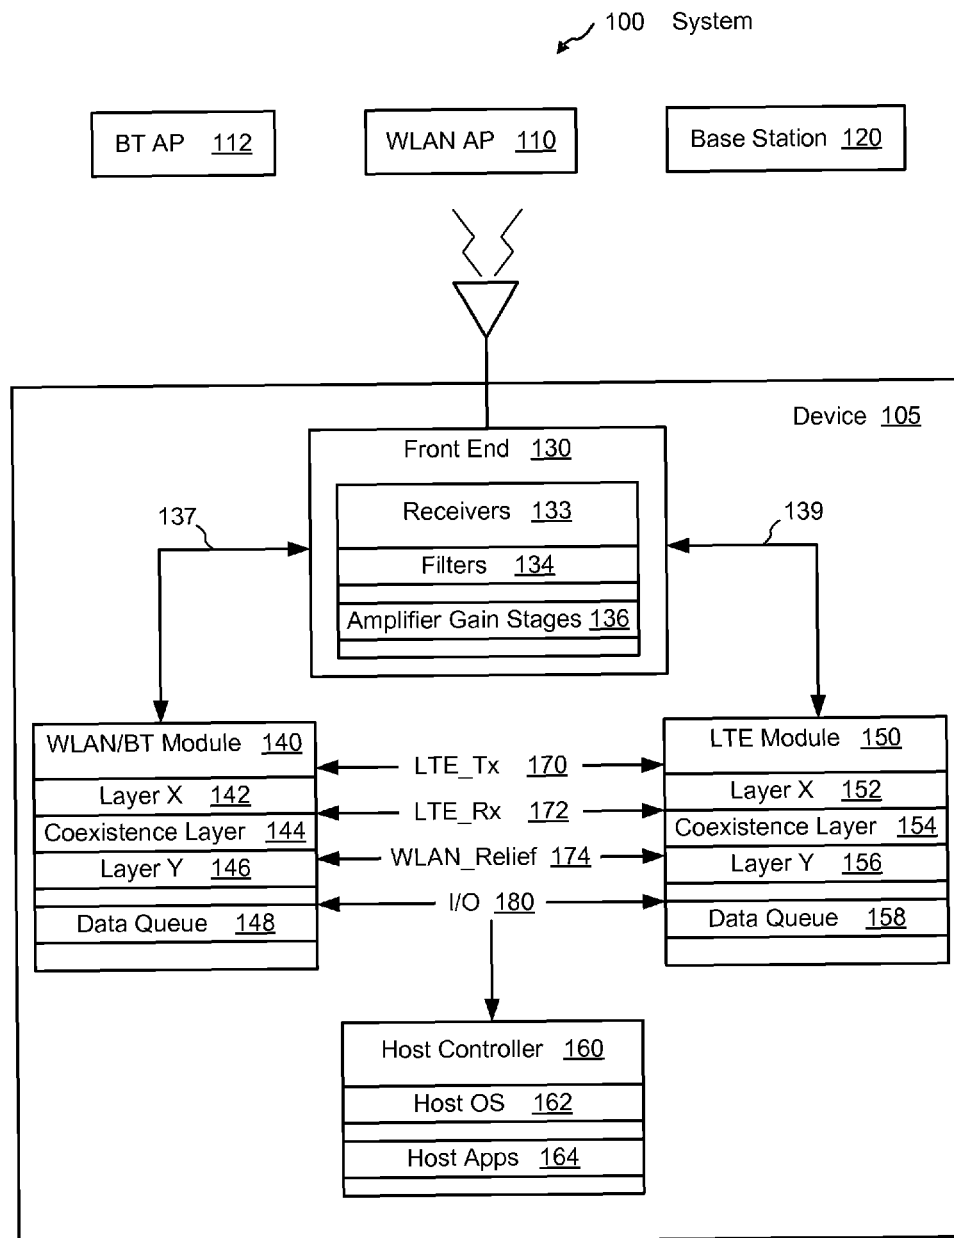 100 System
BT AP 112
WLAN AP 110
Base Station 120
Device 105
Front End 130
Receivers 133
Filters 134
Amplifier Gain Stages 136
137
139
WLAN/BT Module 140
Layer X 142
Coexistence Layer 144
Layer Y 146
Data Queue 148
LTE_Tx 170
LTE_Rx 172
WLAN_Relief 174
I/O 180
LTE Module 150
Layer X 152
Coexistence Layer 154
Layer Y 156
Data Queue 158
Host Controller 160
Host OS 162
Host Apps 164